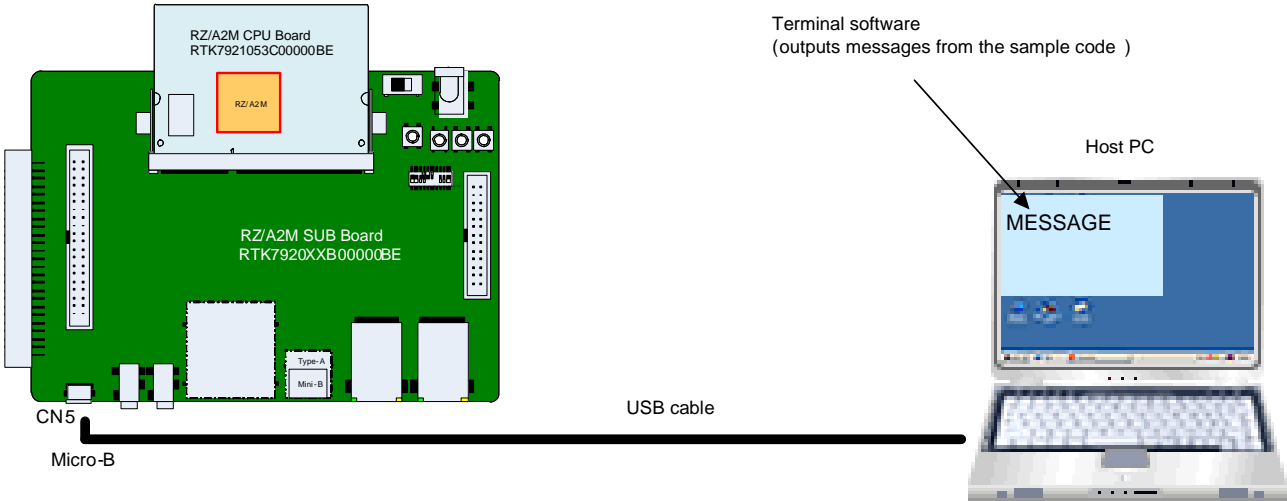 RZ/A2M CPU Board
RTK7921053C00000BE
RZ/A2M
RZ/A2M SUB Board
RTK7920XXB00000BE
Type-A
Mini-B
CN5
Micro-B
USB cable
Terminal software
(outputs messages from the sample code )
Host PC
MESSAGE